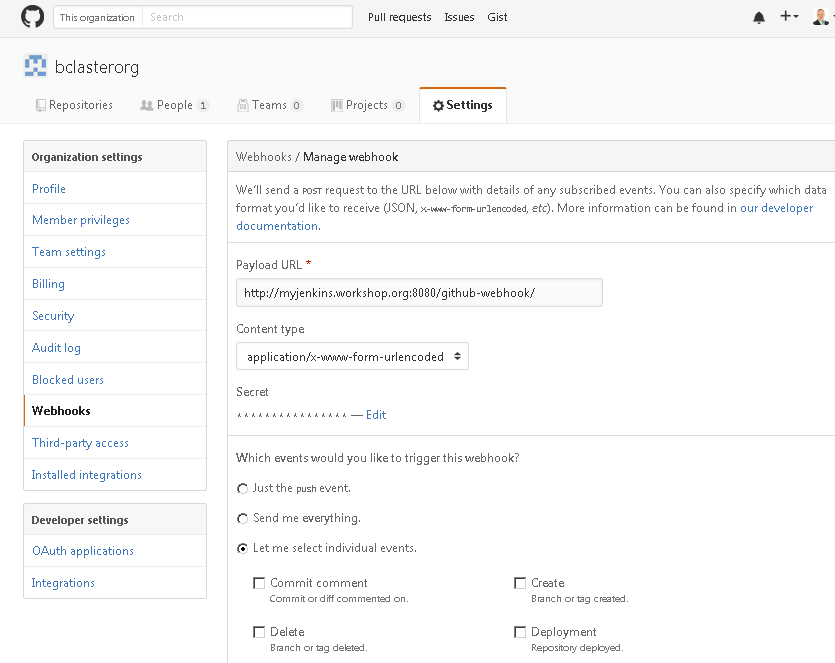 This organization Search Pull requests Issues Gist
bclasterorg
Repositories People 1 Teams 0 Projects 0 Settings
Organization settings
Profile
Member privileges
Team settings
Billing
Security
Audit log
Blocked users
Webhooks
Third-party access
Installed integrations
Developer settings
OAuth applications
Integrations
Webhooks / Manage webhook
We'll send a POST request to the URL below with details of any subscribed events. You can also specify which data
format you'd like to receive (JSON, x-www-form-urlencoded, etc). More information can be found in our developer
documentation.
Payload URL *
http://myjenkins.workshop.org:8080/github-webhook/
Content type
application/x-www-form-urlencoded
Secret
**************** — Edit
Which events would you like to trigger this webhook?
Just the push event.
Send me everything.
Let me select individual events.
Commit comment
Commit or diff commented on.
Create
Branch or tag created.
Delete
Branch or tag deleted.
Deployment
Repository deployed.